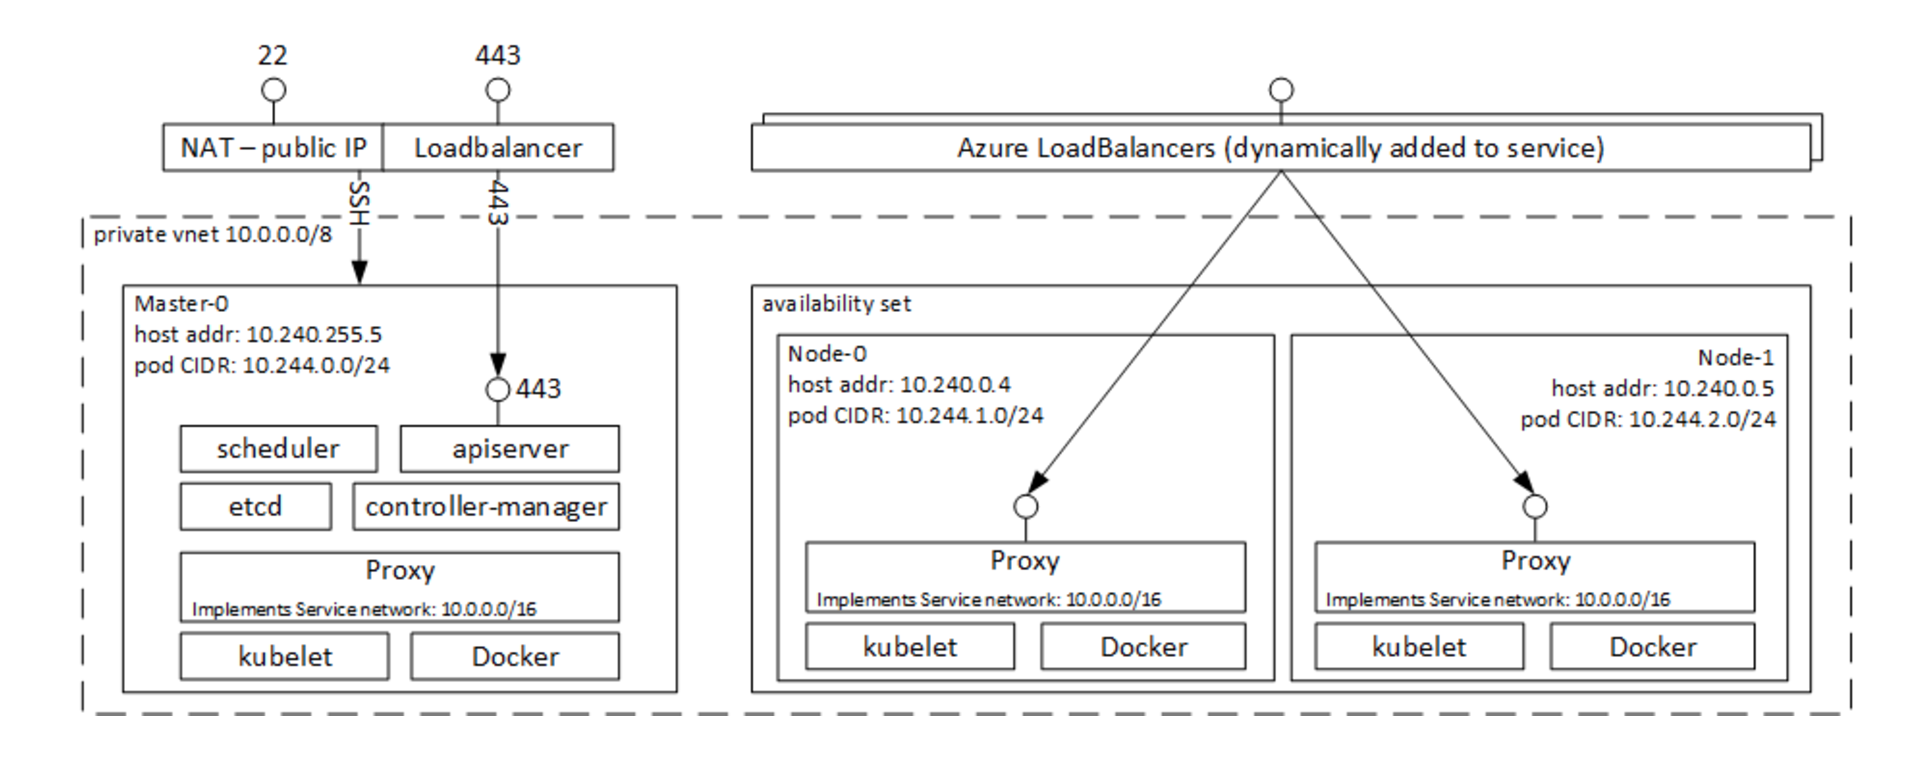 22
443
NAT – public IP
Loadbalancer
Azure LoadBalancers (dynamically added to service)
SSH
443
private vnet 10.0.0.0/8
Master-0
host addr: 10.240.255.5
pod CIDR: 10.244.0.0/24
443
scheduler
apiserver
etcd
controller-manager
Proxy
Implements Service network: 10.0.0.0/16
kubelet
Docker
availability set
Node-0
host addr: 10.240.0.4
pod CIDR: 10.244.1.0/24
Proxy
Implements Service network: 10.0.0.0/16
kubelet
Docker
Node-1
host addr: 10.240.0.5
pod CIDR: 10.244.2.0/24
Proxy
Implements Service network: 10.0.0.0/16
kubelet
Docker